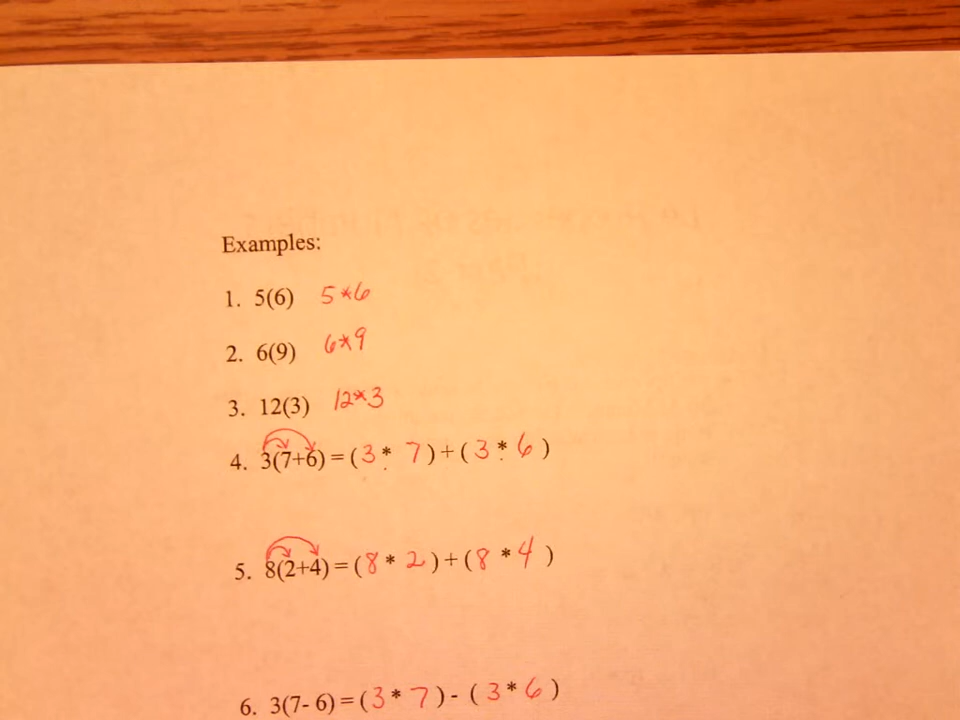 Examples:
1. 5(6) 5*6
2. 6(9) 6*9
3. 12(3) 12*3
4. 3(7+6) = (3 * 7) + (3 * 6)
5. 8(2+4) = (8 * 2) + (8 * 4)
6. 3(7- 6) = (3 * 7) - (3 * 6)